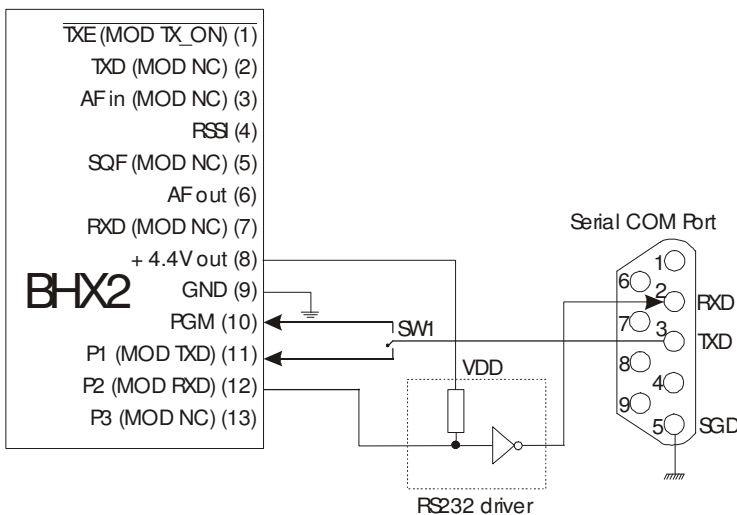 TXE (MOD TX_ON) (1)
TXD (MOD NC) (2)
AF in (MOD NC) (3)
RSSI (4)
SQF (MOD NC) (5)
AF out (6)
RXD (MOD NC) (7)
+ 4.4V out (8)
BHX2
GND (9)
PGM (10)
P1 (MOD TXD) (11)
P2 (MOD RXD) (12)
P3 (MOD NC) (13)
SW1
VDD
RS232 driver
Serial COM Port
1
6
2
RXD
7
3
TXD
8
4
9
5
SGD